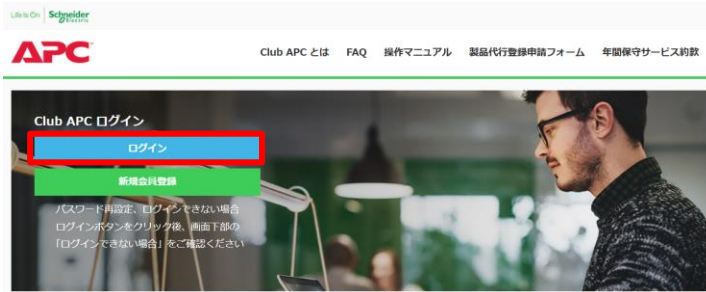 Life Is On Schneider Electric
APC
Club APC とは FAQ 操作マニュアル 製品代行登録申請フォーム 年間保守サービス約款
Club APC ログイン
ログイン
新規会員登録
パスワード再設定、ログインできない場合
ログインボタンをクリック後、画面下部の
「ログインできない場合」をご確認ください